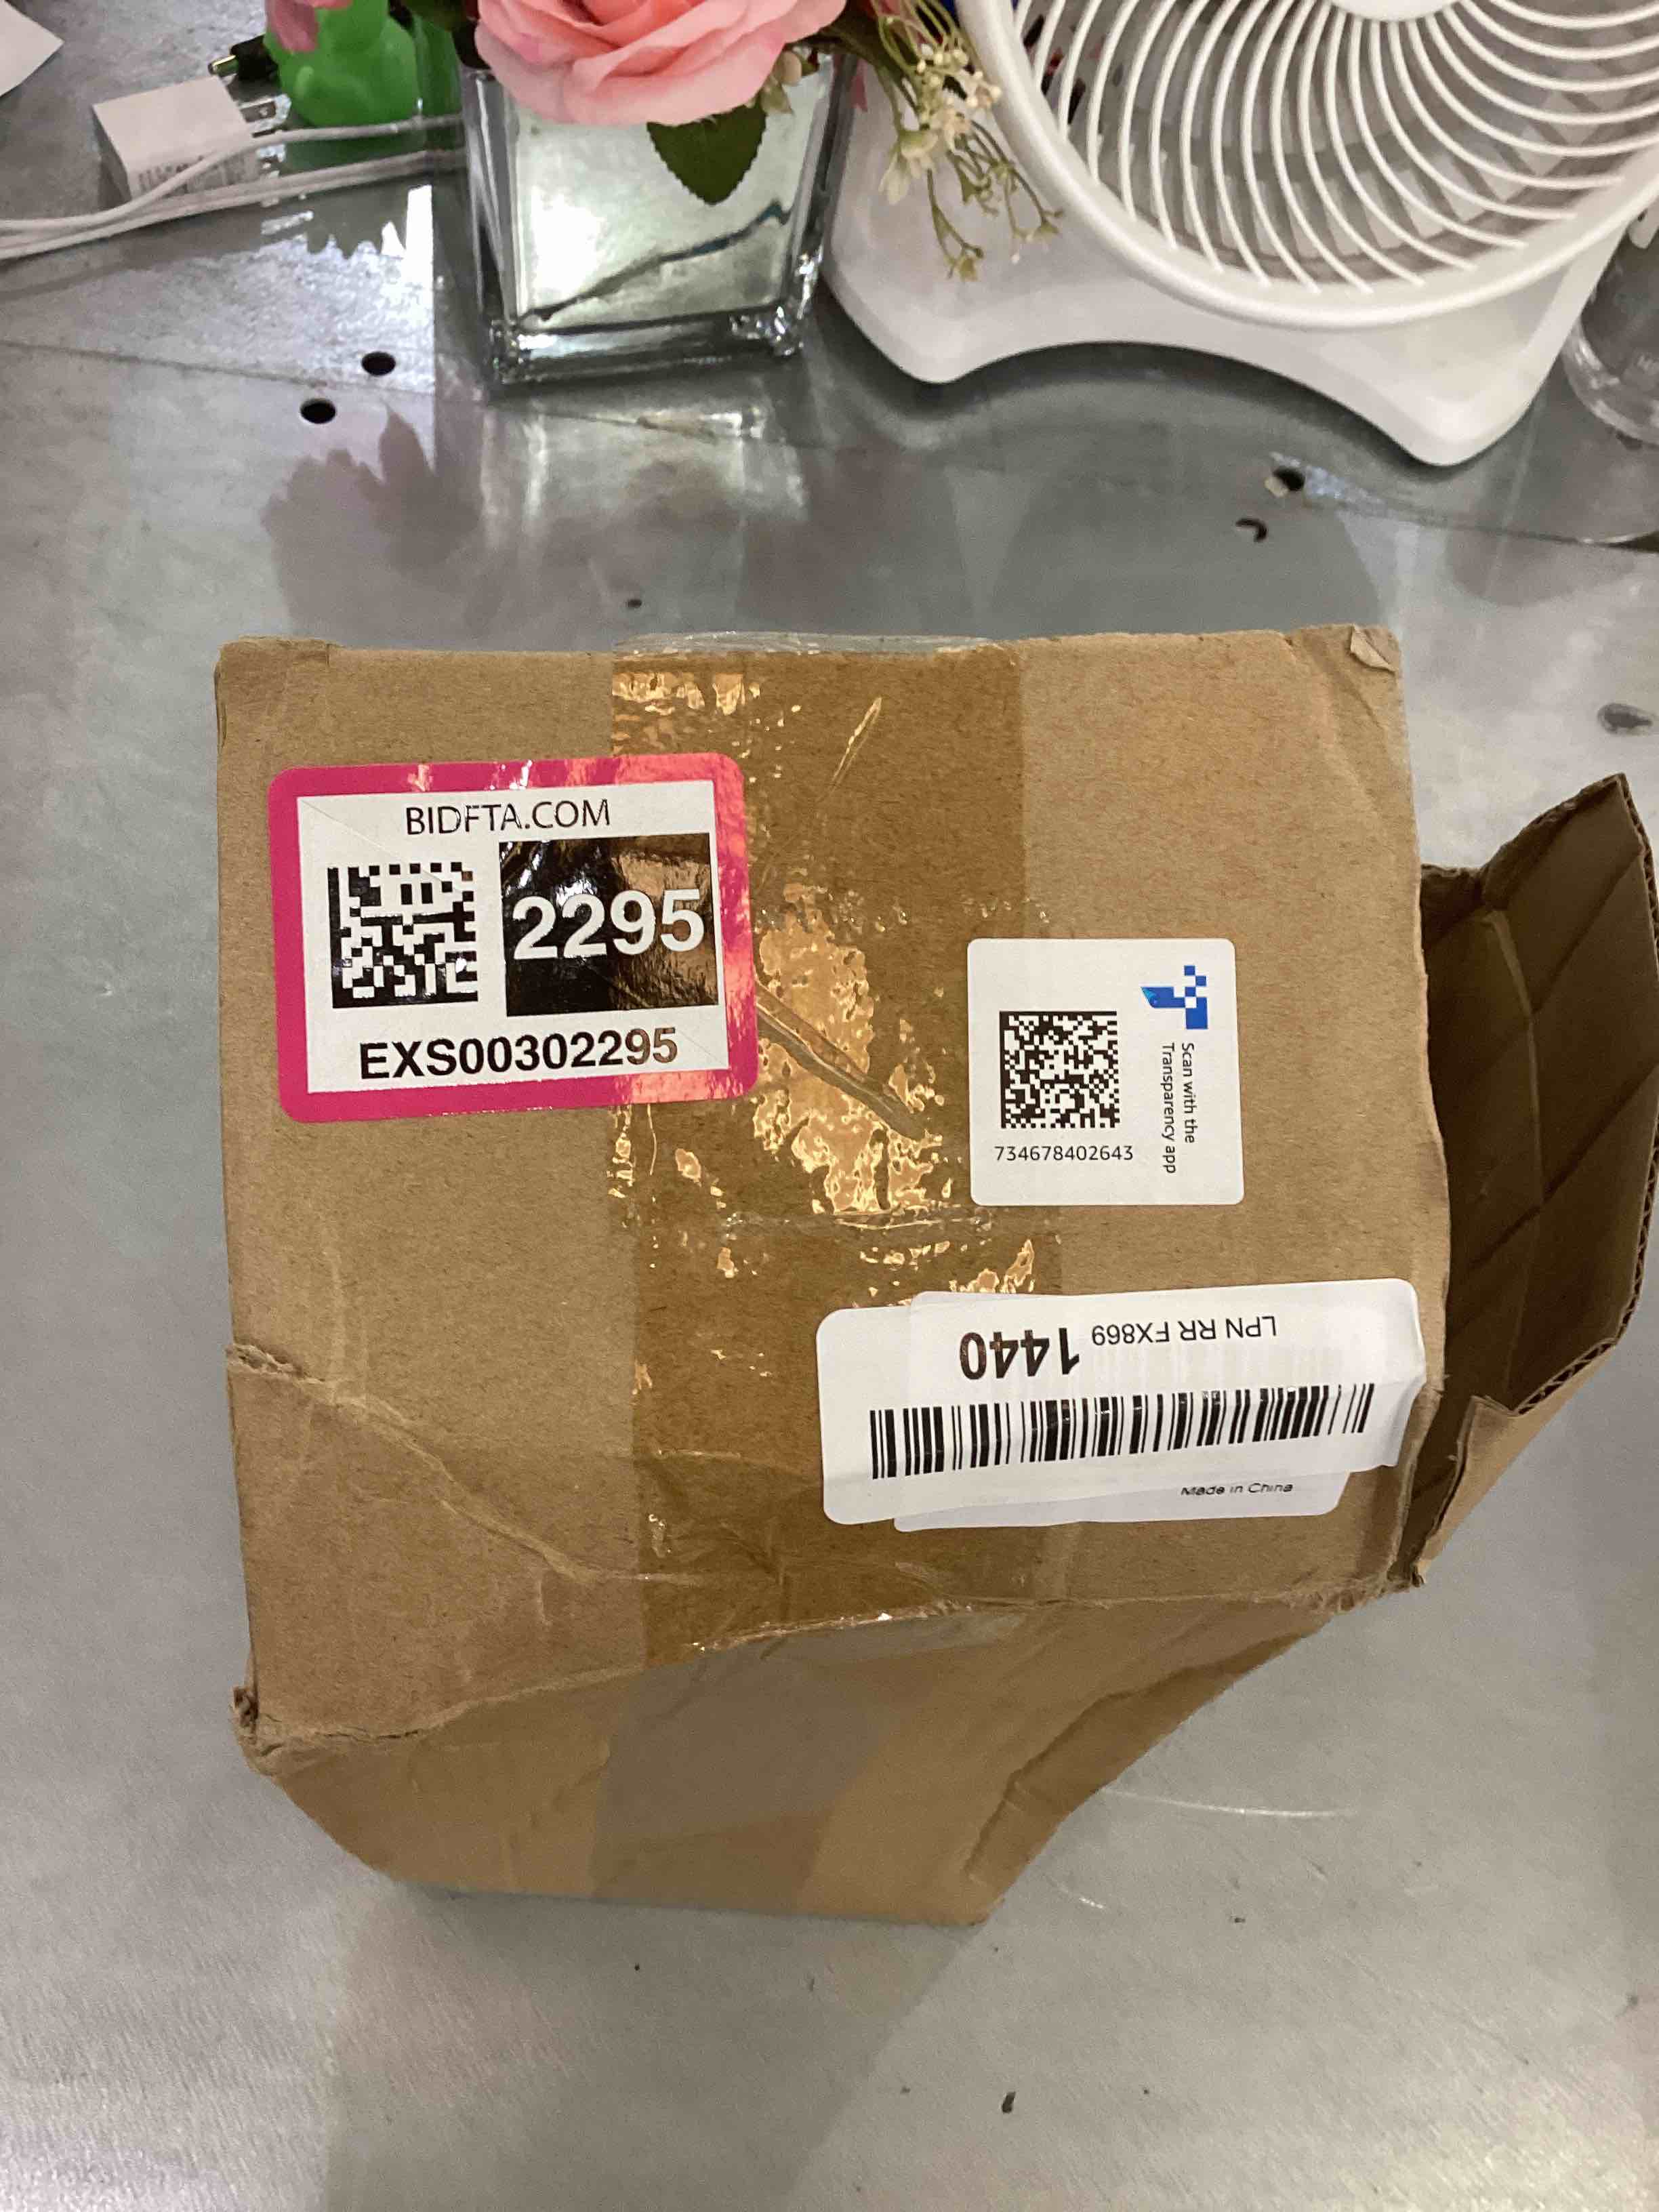 BIDFTA.COM
2295
EXS00302295
Scan with the
Transparency app
734678402643
LPN RR FX869 1440
Made in China